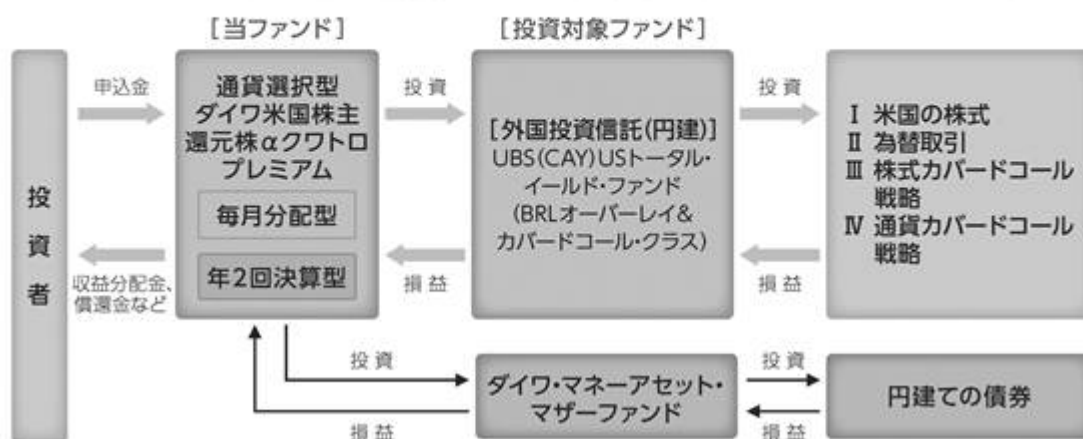 [当ファンド]
[投資対象ファンド]
投資者
申込金
収益分配金、
償還金など
通貨選択型
ダイワ米国株主
還元株αクワトロ
プレミアム
毎月分配型
年2回決算型
投資
損益
[外国投資信託(円建)]
UBS(CAY)USトータル・
イールド・ファンド
(BRLオーバーレイ&
カバードコール・クラス)
投資
損益
Ⅰ 米国の株式
Ⅱ 為替取引
Ⅲ 株式カバードコール
戦略
Ⅳ 通貨カバードコール
戦略
投資
損益
ダイワ・マネーアセット・
マザーファンド
投資
損益
円建ての債券